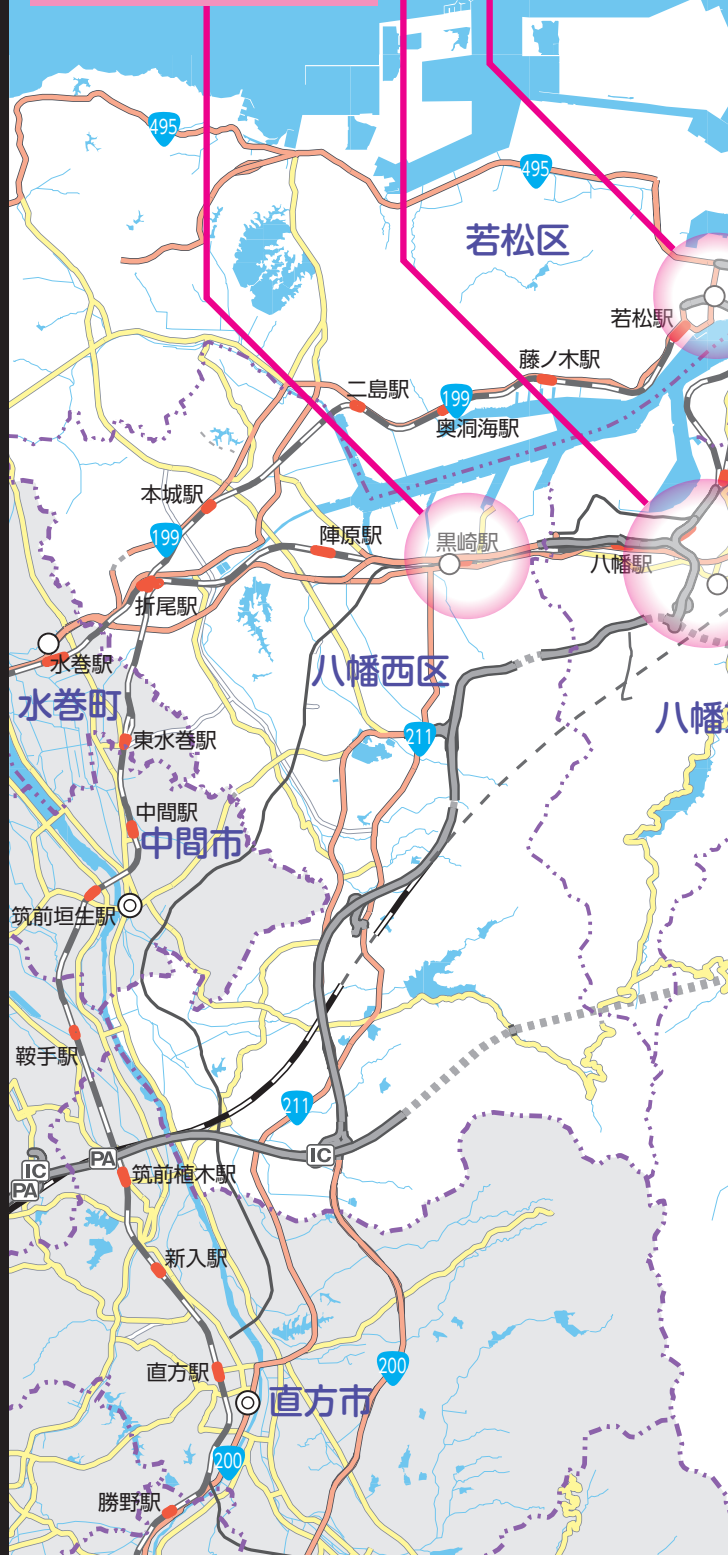 495
495
若松区
若松駅
藤ノ木駅
二島駅
199
奥洞海駅
本城駅
199
陣原駅
黒崎駅
八幡駅
折尾駅
水巻駅
八幡西区
水巻町
八幡
211
東水巻駅
中間駅
中間市
筑前垣生駅
鞍手駅
211
PA
IC
IC
PA
筑前植木駅
新入駅
直方駅
200
直方市
200
勝野駅